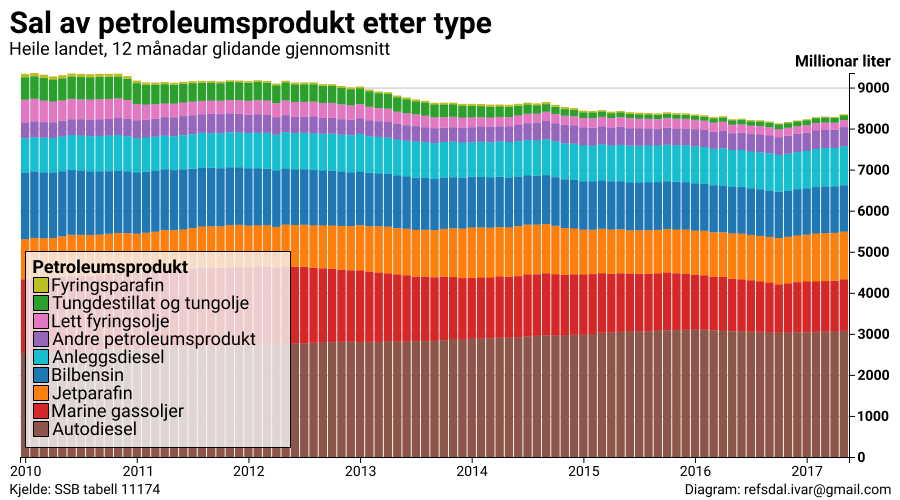 Sal av petroleumsprodukt etter type
Heile landet, 12 månadar glidande gjennomsnitt
Millionar liter
9000
8000
7000
6000
5000
4000
3000
2000
1000
0
Petroleumsprodukt
Fyringsparafin
Tungdestillat og tungolje
Lett fyringsolje
Andre petroleumsprodukt
Anleggsdiesel
Bilbensin
Jetparafin
Marine gassoljer
Autodiesel
2010 2011 2012 2013 2014 2015 2016 2017
Kjelde: SSB tabell 11174
Diagram: refsdal.ivar@gmail.com